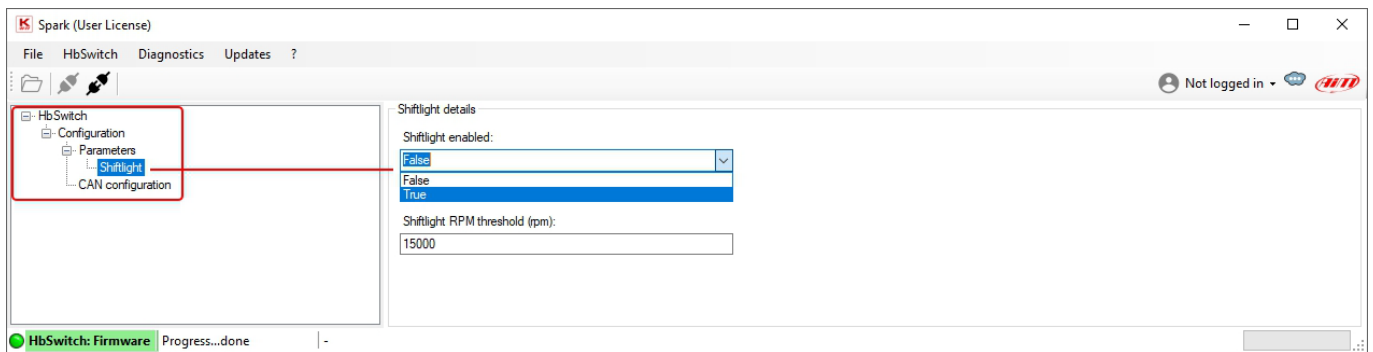 Spark (User License)
File HbSwitch Diagnostics Updates ?
Not logged in
HbSwitch
Configuration
Parameters
Shiftlight
CAN configuration
Shiftlight details
Shiftlight enabled:
False
False
True
Shiftlight RPM threshold (rpm):
15000
HbSwitch: Firmware Progress...done -